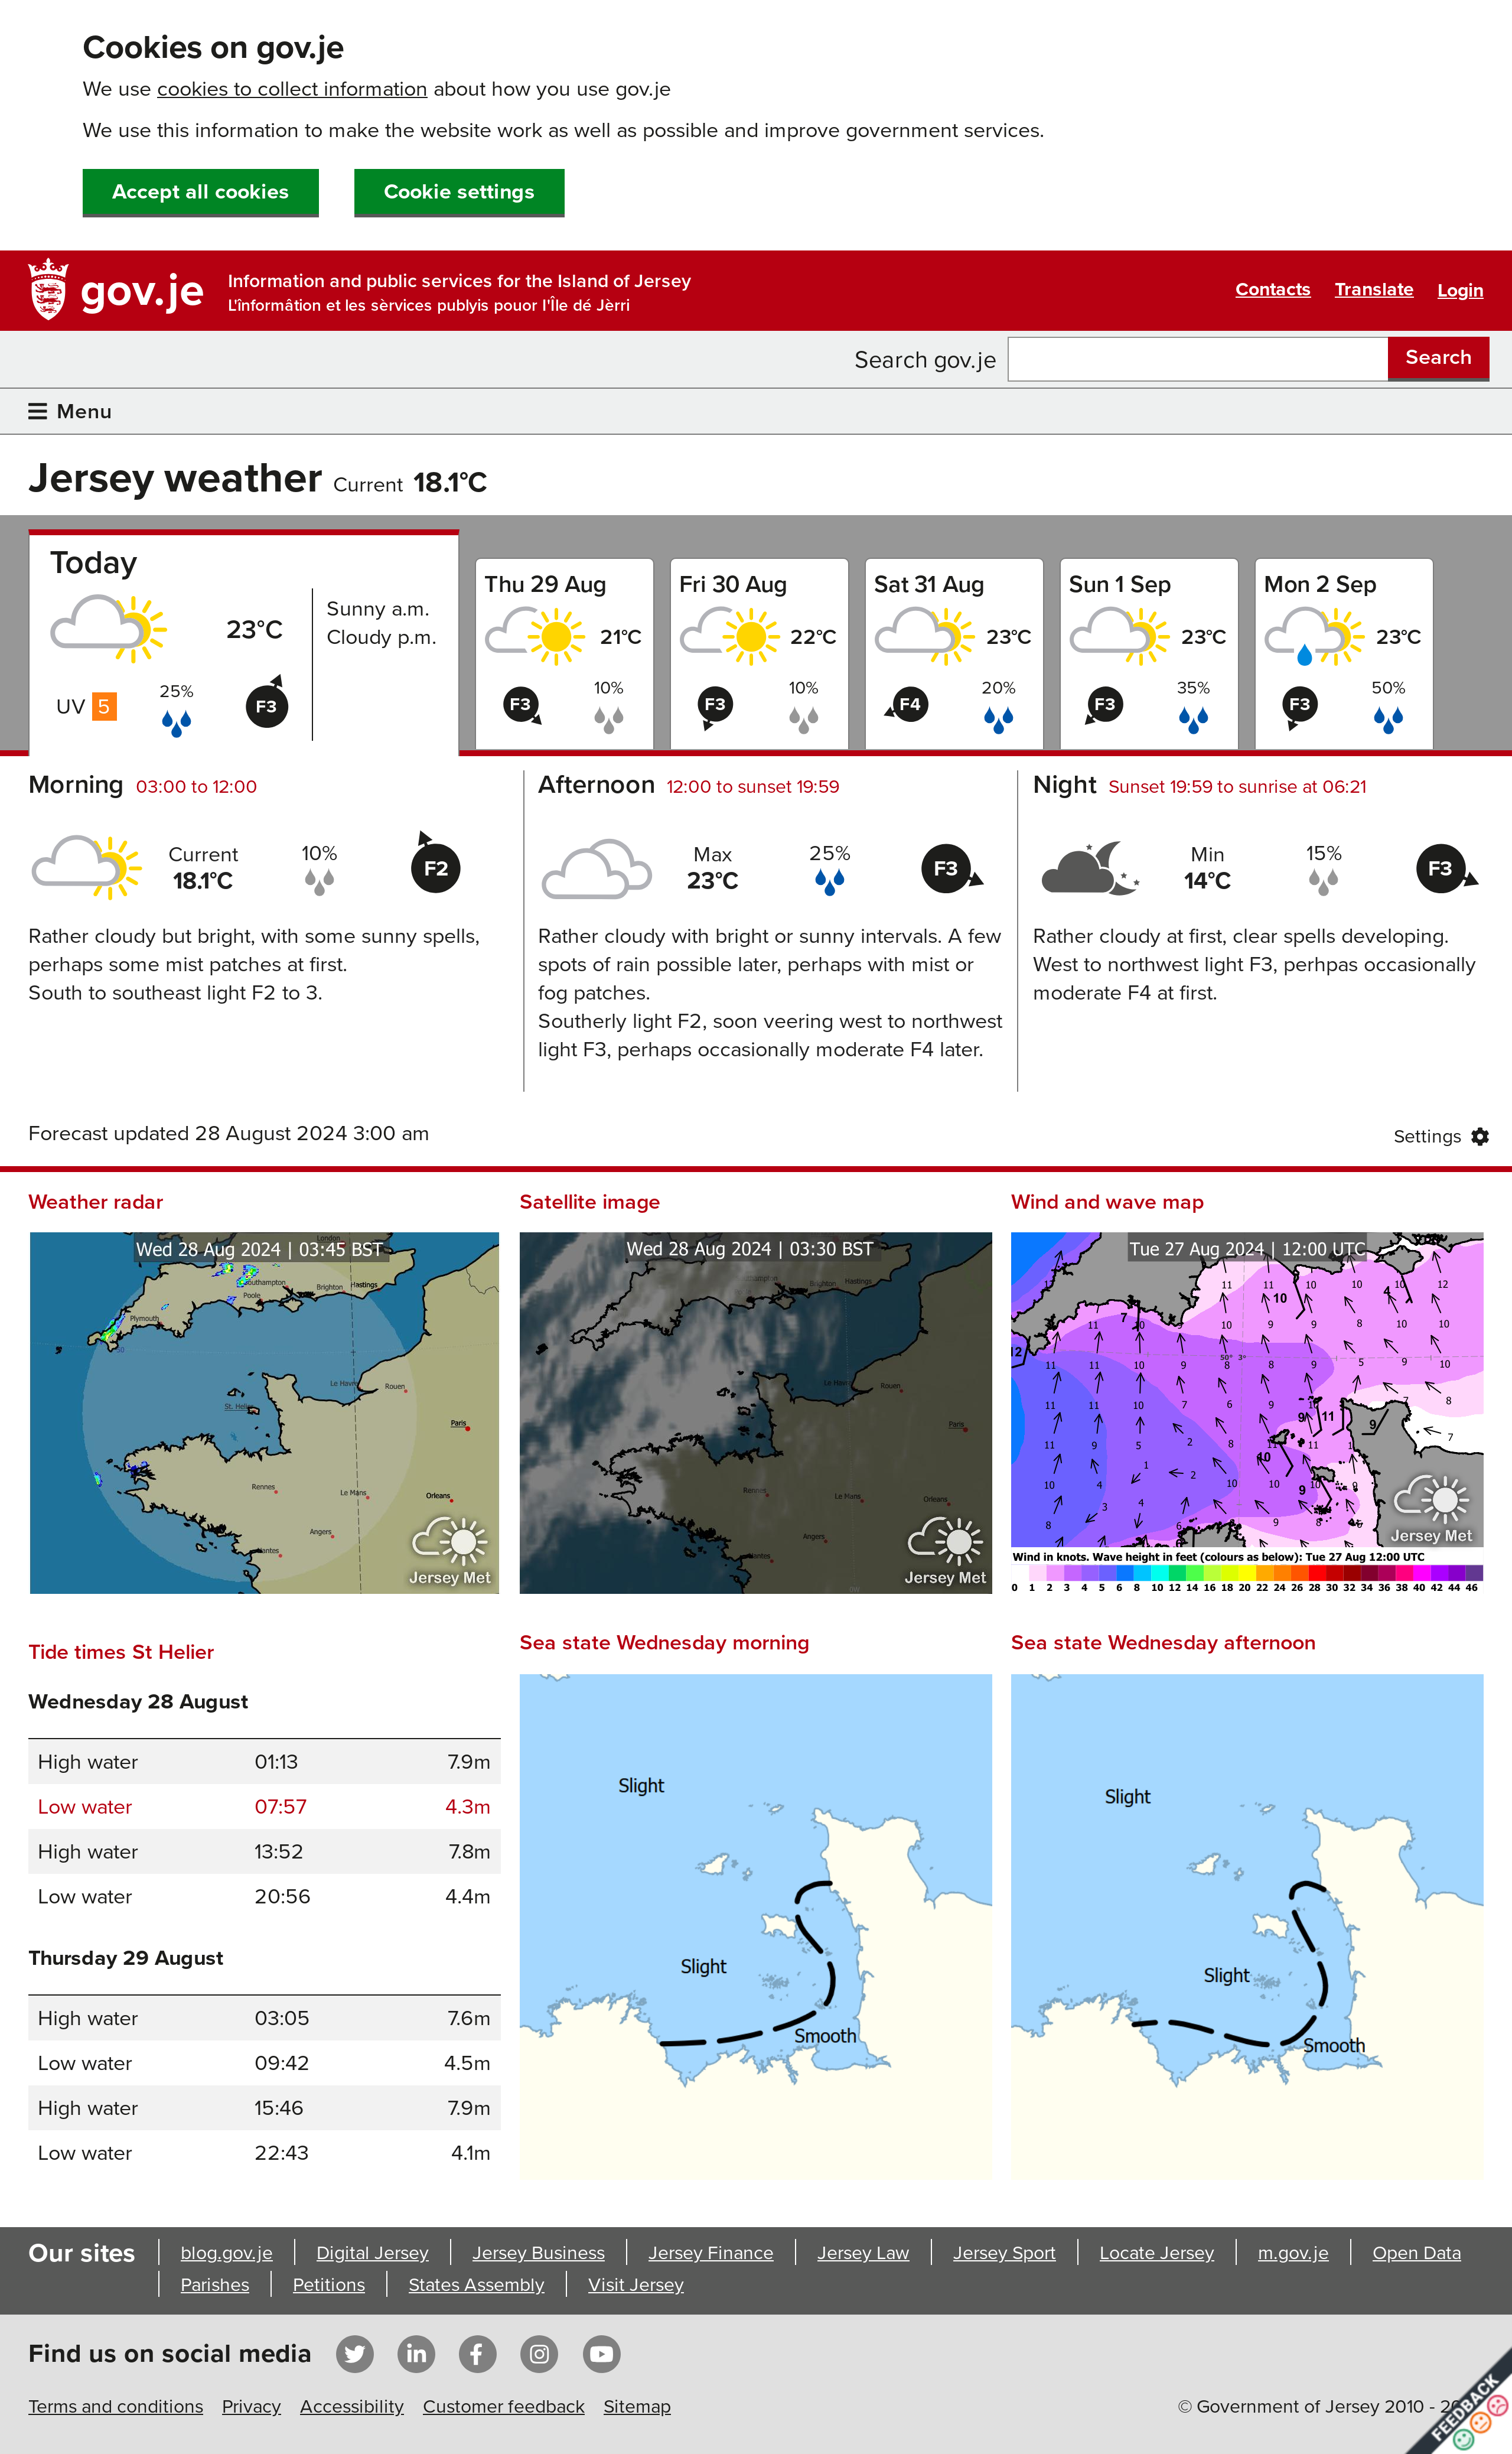 Cookies on gov.je
We use cookies to collect information about how you use gov.je
We use this information to make the website work as well as possible and improve government services.
Accept all cookies
Cookie settings
gov.je
Information and public services for the Island of Jersey
L'înformâtion et les sèrvices publyis pouor I'Île dé Jèrri
Contacts
Translate
Login
Search gov.je
Search
Menu
Jersey weather Current 18.1°C
Today
23°C
Sunny a.m.
Cloudy p.m.
UV 5
25%
F3
Thu 29 Aug
21°C
F3
10%
Fri 30 Aug
22°C
F3
10%
Sat 31 Aug
23°C
F4
20%
Sun 1 Sep
23°C
F3
35%
Mon 2 Sep
23°C
F3
50%
Morning 03:00 to 12:00
Current
18.1°C
10%
F2
Rather cloudy but bright, with some sunny spells,
perhaps some mist patches at first.
South to southeast light F2 to 3.
Afternoon 12:00 to sunset 19:59
Max
23°C
25%
F3
Rather cloudy with bright or sunny intervals. A few
spots of rain possible later, perhaps with mist or
fog patches.
Southerly light F2, soon veering west to northwest
light F3, perhaps occasionally moderate F4 later.
Night Sunset 19:59 to sunrise at 06:21
Min
14°C
15%
F3
Rather cloudy at first, clear spells developing.
West to northwest light F3, perhpas occasionally
moderate F4 at first.
Forecast updated 28 August 2024 3:00 am
Settings
Weather radar
Wed 28 Aug 2024 | 03:45 BST
London
Brighton
Hastings
Poole
Plymouth
Rouen
Paris
Rennes
Le Mans
Orleans
Angers
Jersey Met
Satellite image
Wed 28 Aug 2024 | 03:30 BST
Brighton
Hastings
Rouen
Paris
Rennes
Le Mans
Orleans
Angers
Jersey Met
Wind and wave map
Tue 27 Aug 2024 | 12:00 UTC
Jersey Met
Wind in knots. Wave height in feet (colours as below): Tue 27 Aug 12:00 UTC
0 1 2 3 4 5 6 8 10 12 14 16 18 20 22 24 26 28 30 32 34 36 38 40 42 44 46
Tide times St Helier
Wednesday 28 August
High water 01:13 7.9m
Low water 07:57 4.3m
High water 13:52 7.8m
Low water 20:56 4.4m
Thursday 29 August
High water 03:05 7.6m
Low water 09:42 4.5m
High water 15:46 7.9m
Low water 22:43 4.1m
Sea state Wednesday morning
Slight
Slight
Smooth
Sea state Wednesday afternoon
Slight
Slight
Smooth
Our sites
blog.gov.je
Digital Jersey
Jersey Business
Jersey Finance
Jersey Law
Jersey Sport
Locate Jersey
m.gov.je
Open Data
Parishes
Petitions
States Assembly
Visit Jersey
Find us on social media
Terms and conditions
Privacy
Accessibility
Customer feedback
Sitemap
© Government of Jersey 2010 -
FEEDBACK